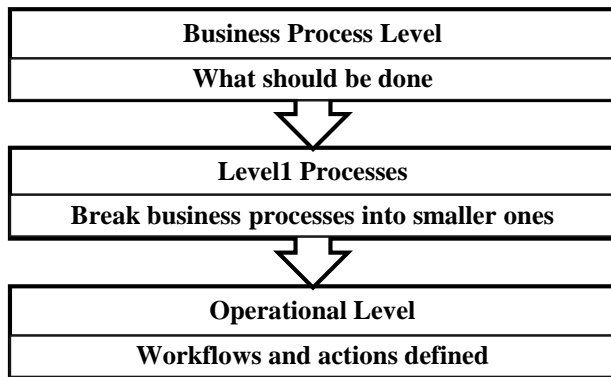 Business Process Level
What should be done
Level1 Processes
Break business processes into smaller ones
Operational Level
Workflows and actions defined